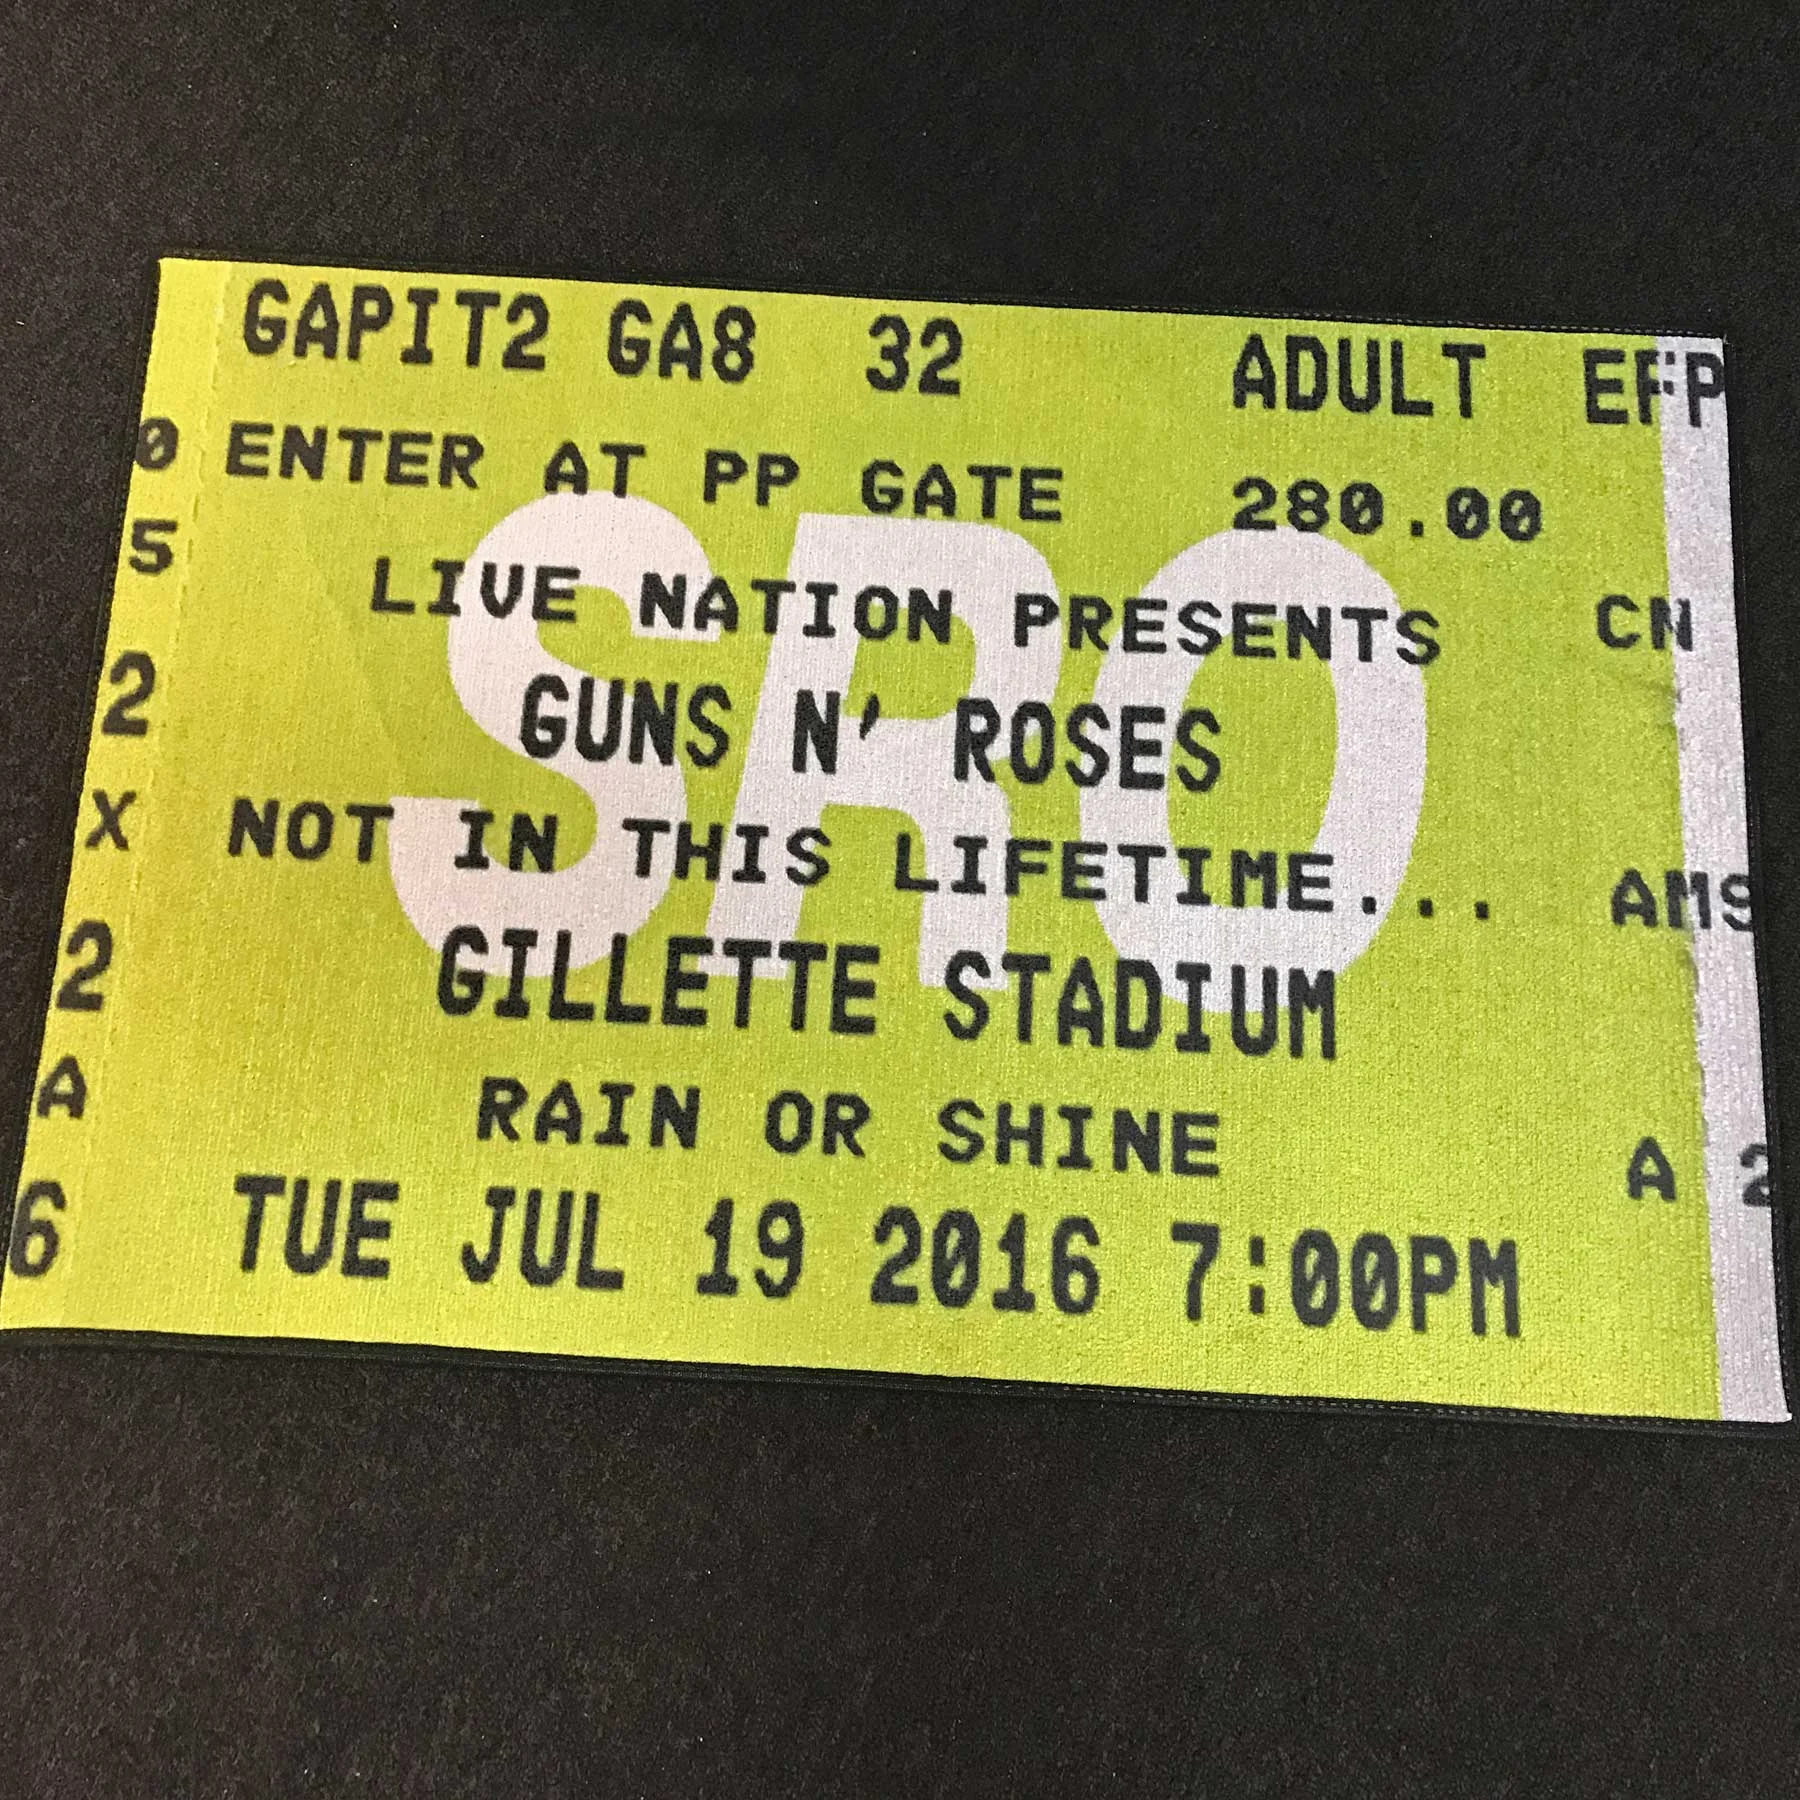 GAPIT2 GA8 32 ADULT EFP
0 ENTER AT PP GATE 280.00
5 LIVE NATION PRESENTS CN
SRO
2 GUNS N' ROSES
X NOT IN THIS LIFETIME... AMS
2 GILLETTE STADIUM
A RAIN OR SHINE A 2
6 TUE JUL 19 2016 7:00PM